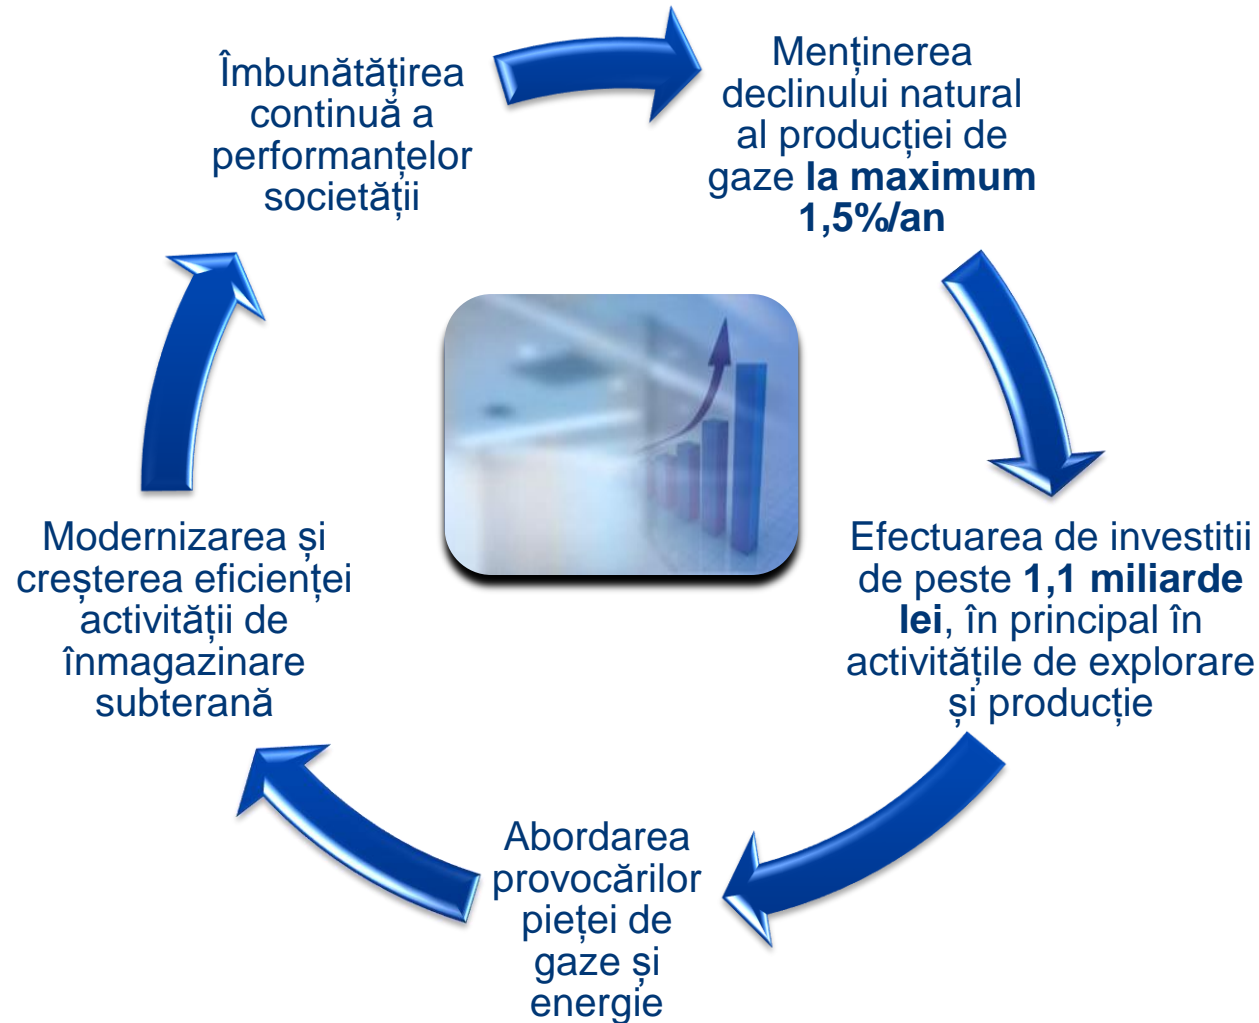 Îmbunătățirea
continuă a
performanțelor
societății
Menținerea
declinului natural
al producției de
gaze la maximum
1,5%/an
Efectuarea de investitii
de peste 1,1 miliarde
lei, în principal în
activitățile de explorare
și producție
Abordarea
provocărilor
pieței de
gaze și
energie
Modernizarea și
creșterea eficienței
activității de
înmagazinare
subterană